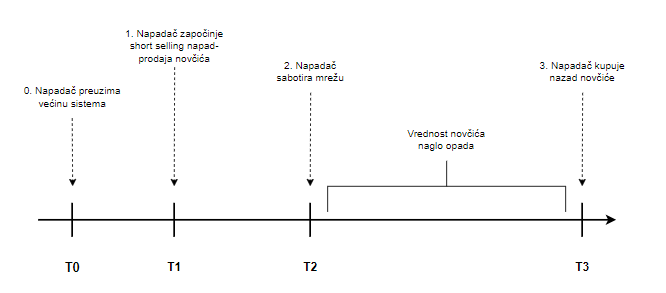 1. Napadač započinje
short selling napad-
prodaja novčića
2. Napadač
sabotira mrežu
3. Napadač kupuje
nazad novčiće
0. Napadač preuzima
većinu sistema
Vrednost novčića
naglo opada
T0
T1
T2
T3